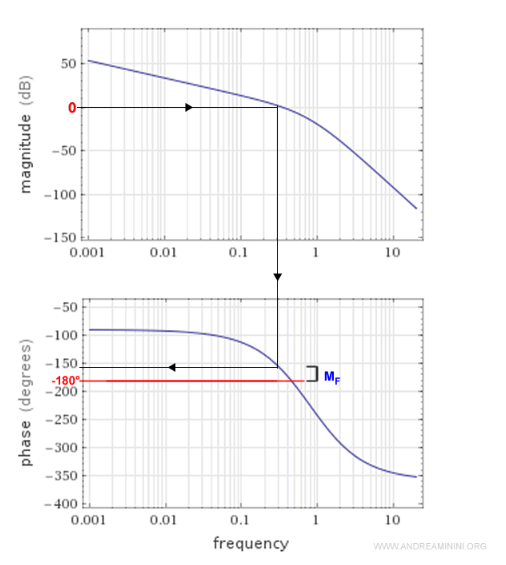 magnitude (dB)
50
0
−50
−100
−150
0.001 0.01 0.1 1 10
phase (degrees)
−50
−100
−150
-180°
−200
−250
−300
−350
−400
M_F
0.001 0.01 0.1 1 10
frequency
WWW.ANDREAMININI.ORG